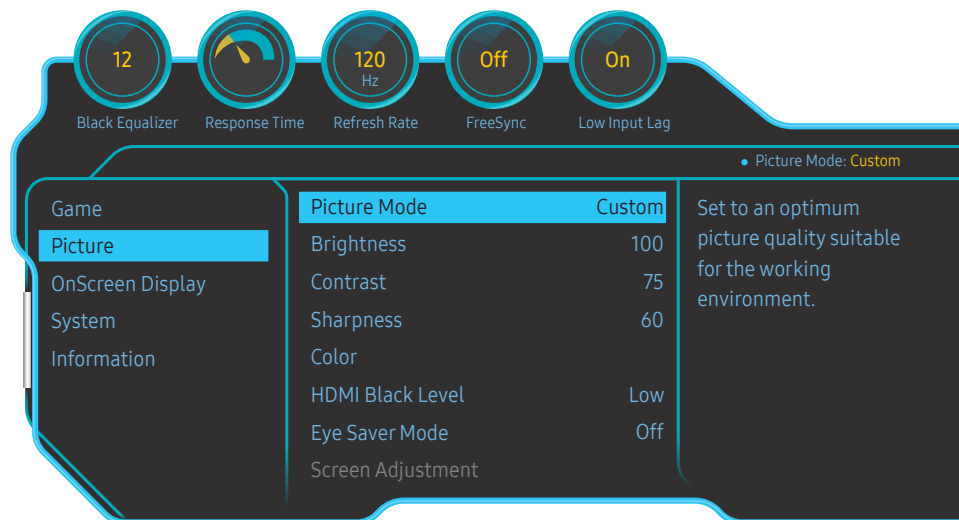 12
120
Hz
Off
On
Black Equalizer
Response Time
Refresh Rate
FreeSync
Low Input Lag
• Picture Mode: Custom
Game
Picture
OnScreen Display
System
Information
Picture Mode Custom
Brightness 100
Contrast 75
Sharpness 60
Color
HDMI Black Level Low
Eye Saver Mode Off
Screen Adjustment
Set to an optimum
picture quality suitable
for the working
environment.